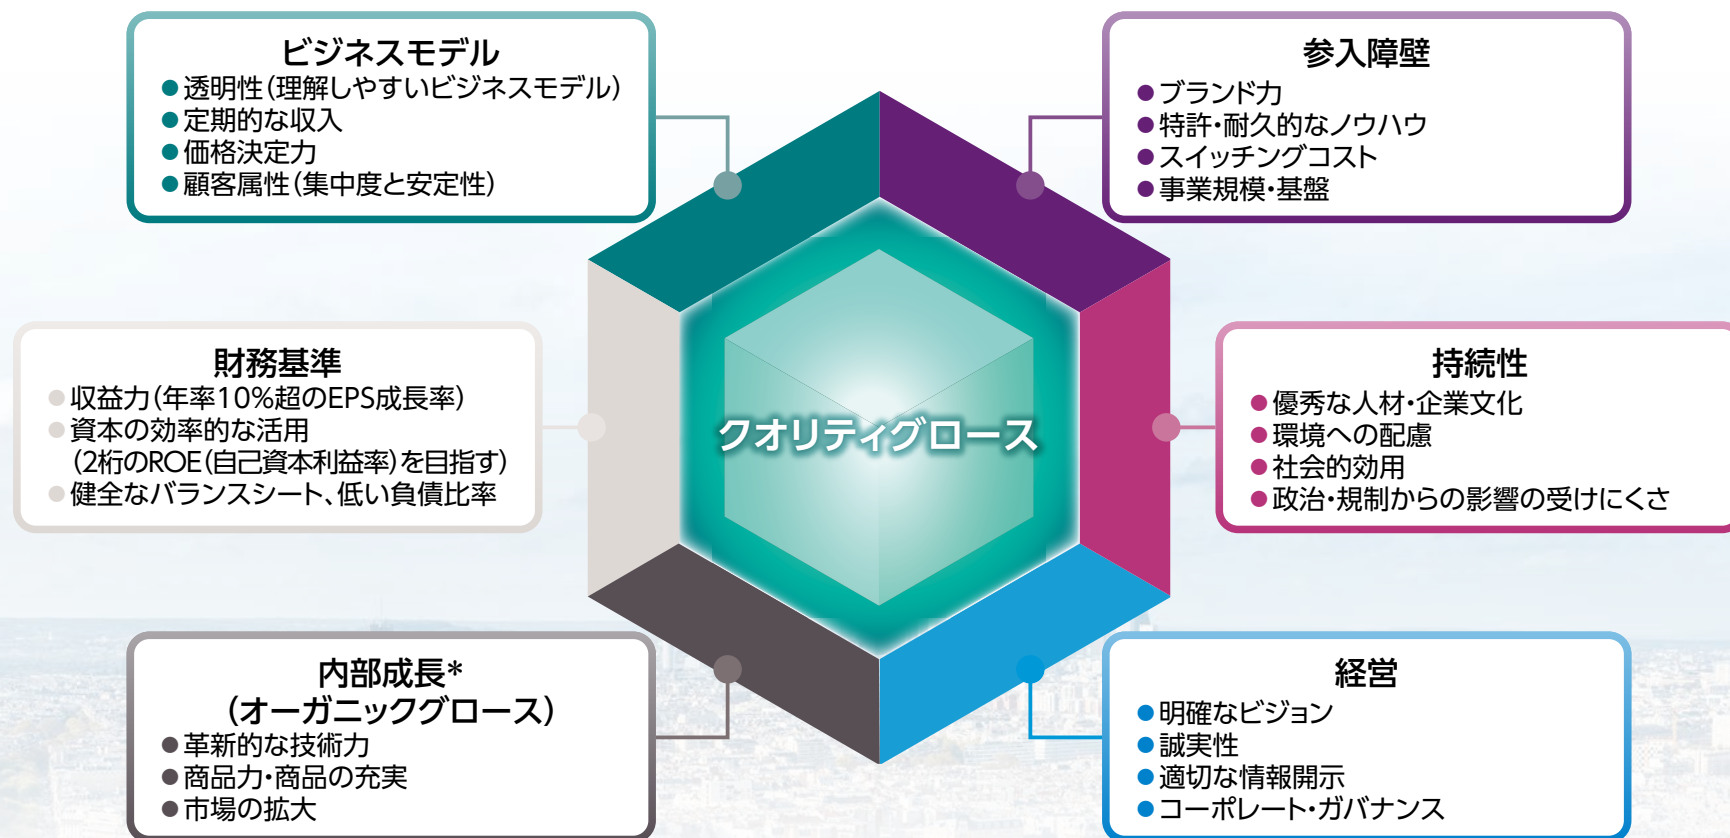 ビジネスモデル
●透明性(理解しやすいビジネスモデル)
●定期的な収入
●価格決定力
●顧客属性(集中度と安定性)
参入障壁
●ブランド力
●特許・耐久的なノウハウ
●スイッチングコスト
●事業規模・基盤
財務基準
●収益力(年率10%超のEPS成長率)
●資本の効率的な活用
(2桁のROE(自己資本利益率)を目指す)
●健全なバランスシート、低い負債比率
クオリティグロース
持続性
●優秀な人材・企業文化
●環境への配慮
●社会的効用
●政治・規制からの影響の受けにくさ
内部成長*
(オーガニックグロース)
●革新的な技術力
●商品力・商品の充実
●市場の拡大
経営
●明確なビジョン
●誠実性
●適切な情報開示
●コーポレート・ガバナンス